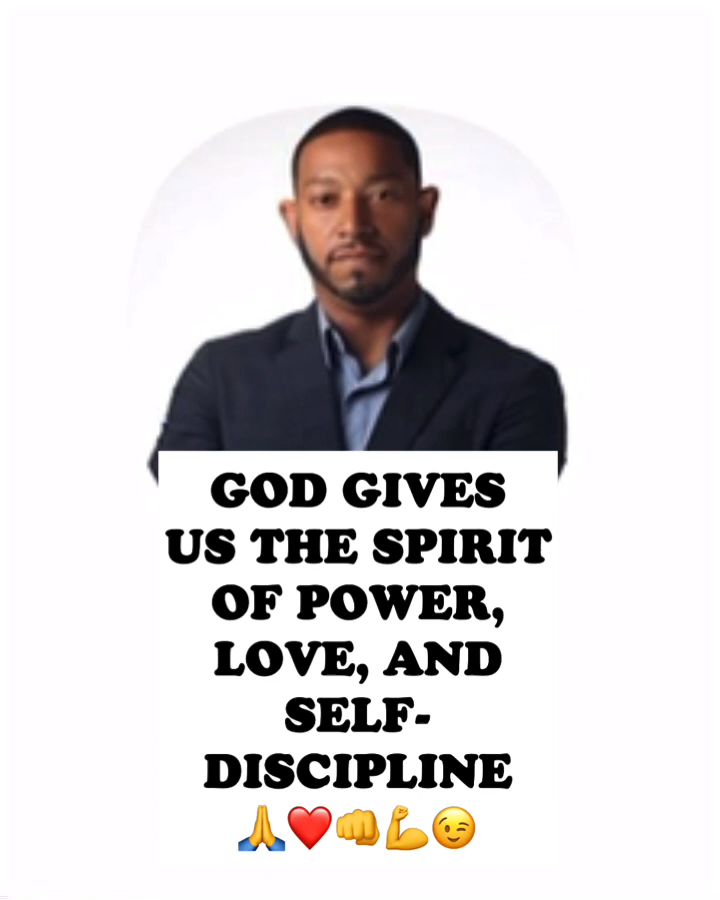 GOD GIVES
US THE SPIRIT
OF POWER,
LOVE, AND
SELF-
DISCIPLINE
🙏❤️👊💪😉